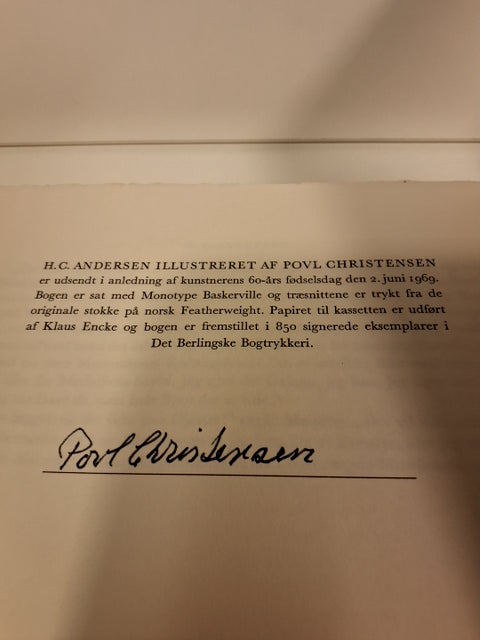 H.C. ANDERSEN ILLUSTRERET AF POVL CHRISTENSEN
er udsendt i anledning af kunstnerens 60-års fødselsdag den 2. juni 1969.
Bogen er sat med Monotype Baskerville og træsnittene er trykt fra de
originale stokke på norsk Featherweight. Papiret til kassetten er udført
af Klaus Encke og bogen er fremstillet i 850 signerede eksemplarer i
Det Berlingske Bogtrykkeri.
Povl Christensen